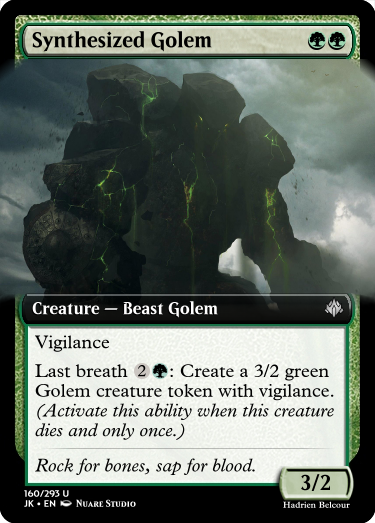 Synthesized Golem
Creature — Beast Golem
Vigilance
Last breath 2: Create a 3/2 green
Golem creature token with vigilance.
(Activate this ability when this creature
dies and only once.)
Rock for bones, sap for blood.
3/2
160/293 U
JK • EN Nuare Studio
Hadrien Belcour